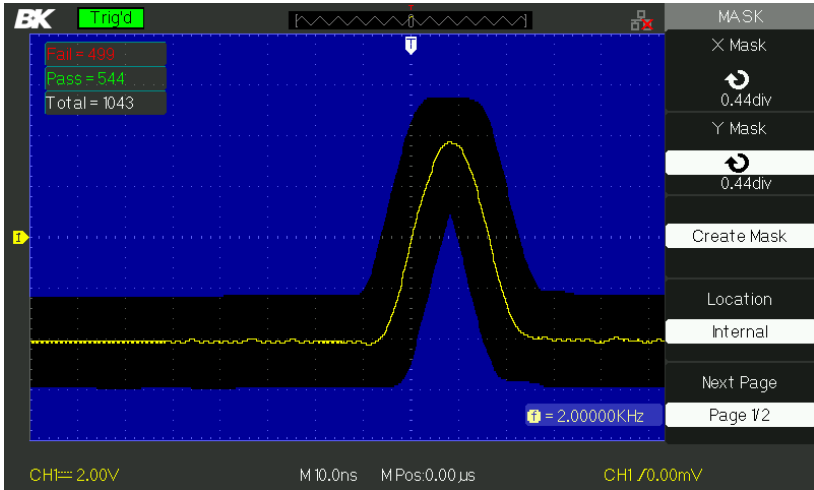 BK Trig'd T MASK
T
Fail = 499
Pass = 544
Total = 1043
X Mask
0.44div
Y Mask
0.44div
1
Create Mask
Location
Internal
Next Page
Page 1/2
f = 2.00000KHz
CH1 2.00V M 10.0ns M Pos:0.00µs CH1 / 0.00mV